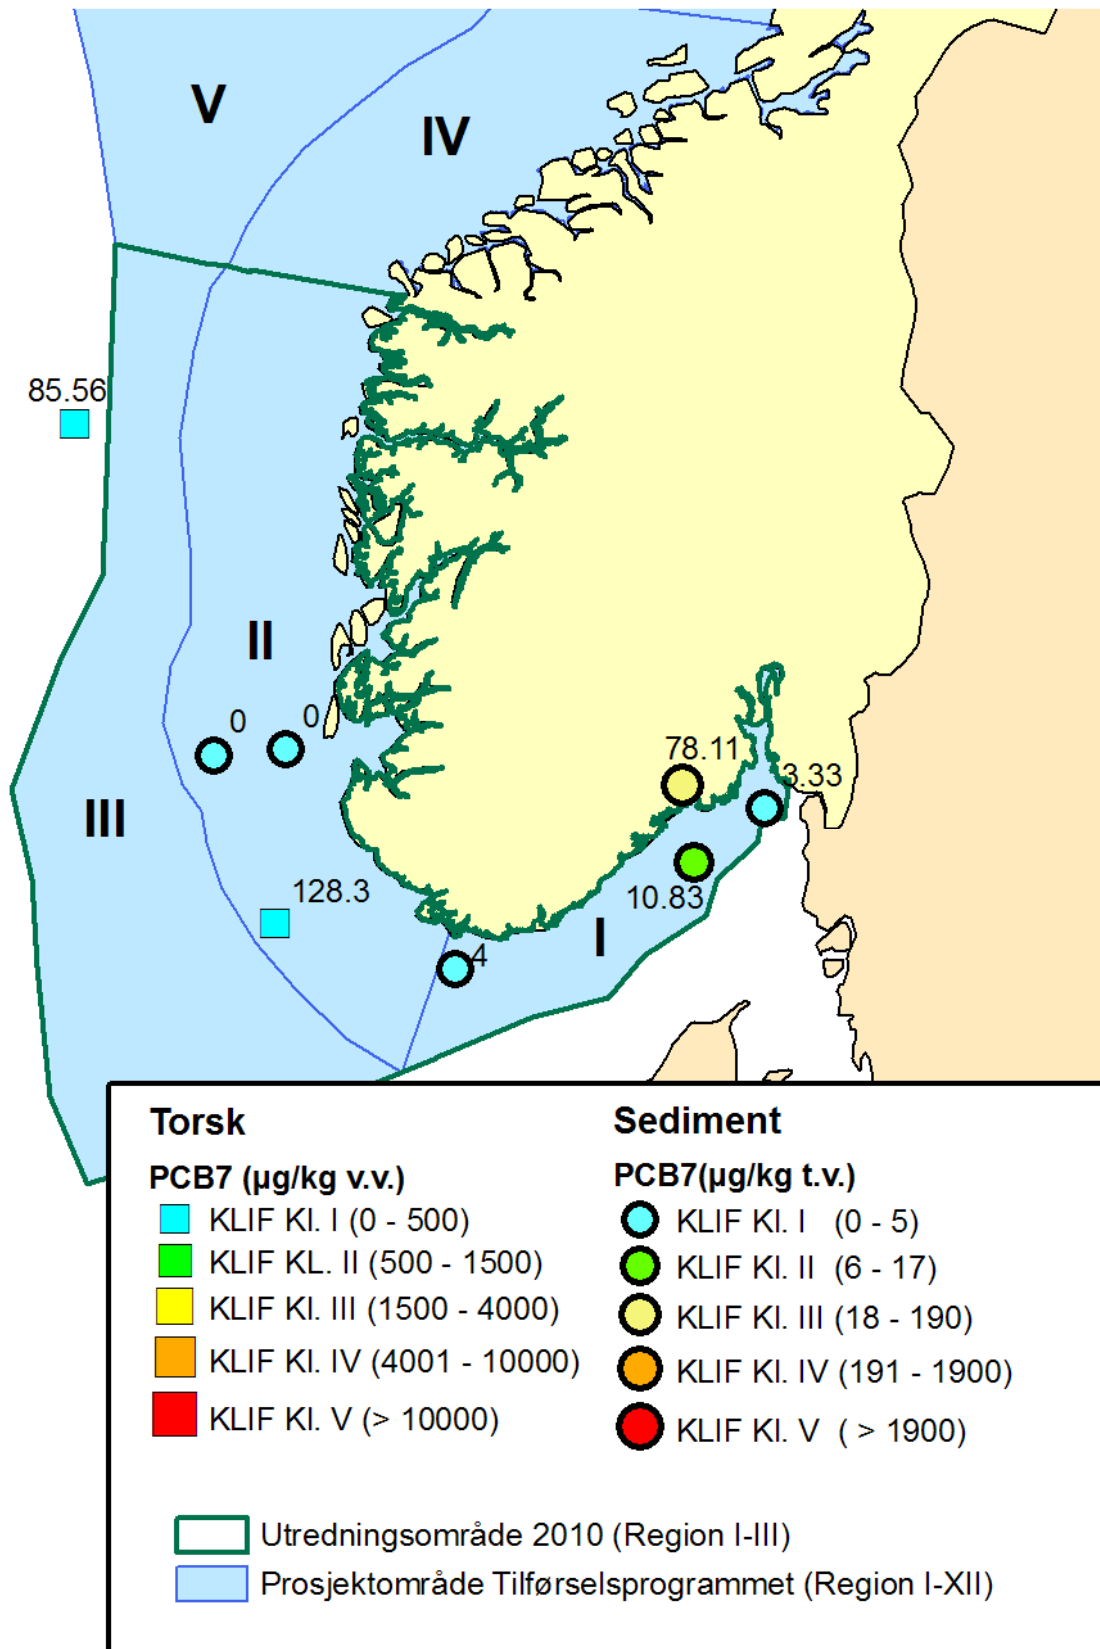 V
IV
85.56
II
0
0
III
78.11
3.33
128.3
10.83
I
4
Torsk
PCB7 (µg/kg v.v.)
KLIF Kl. I (0 - 500)
KLIF KL. II (500 - 1500)
KLIF Kl. III (1500 - 4000)
KLIF Kl. IV (4001 - 10000)
KLIF Kl. V (> 10000)
Sediment
PCB7(µg/kg t.v.)
KLIF Kl. I (0 - 5)
KLIF Kl. II (6 - 17)
KLIF Kl. III (18 - 190)
KLIF Kl. IV (191 - 1900)
KLIF Kl. V ( > 1900)
Utredningsområde 2010 (Region I-III)
Prosjektområde Tilførselsprogrammet (Region I-XII)